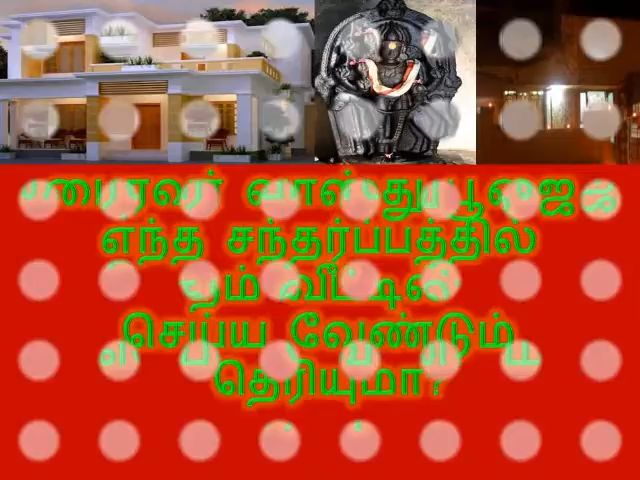 பைரவர் வாஸ்து பூஜை
எந்த சந்தர்ப்பத்தில்
நம் வீட்டில்
செய்ய வேண்டும்
தெரியுமா?